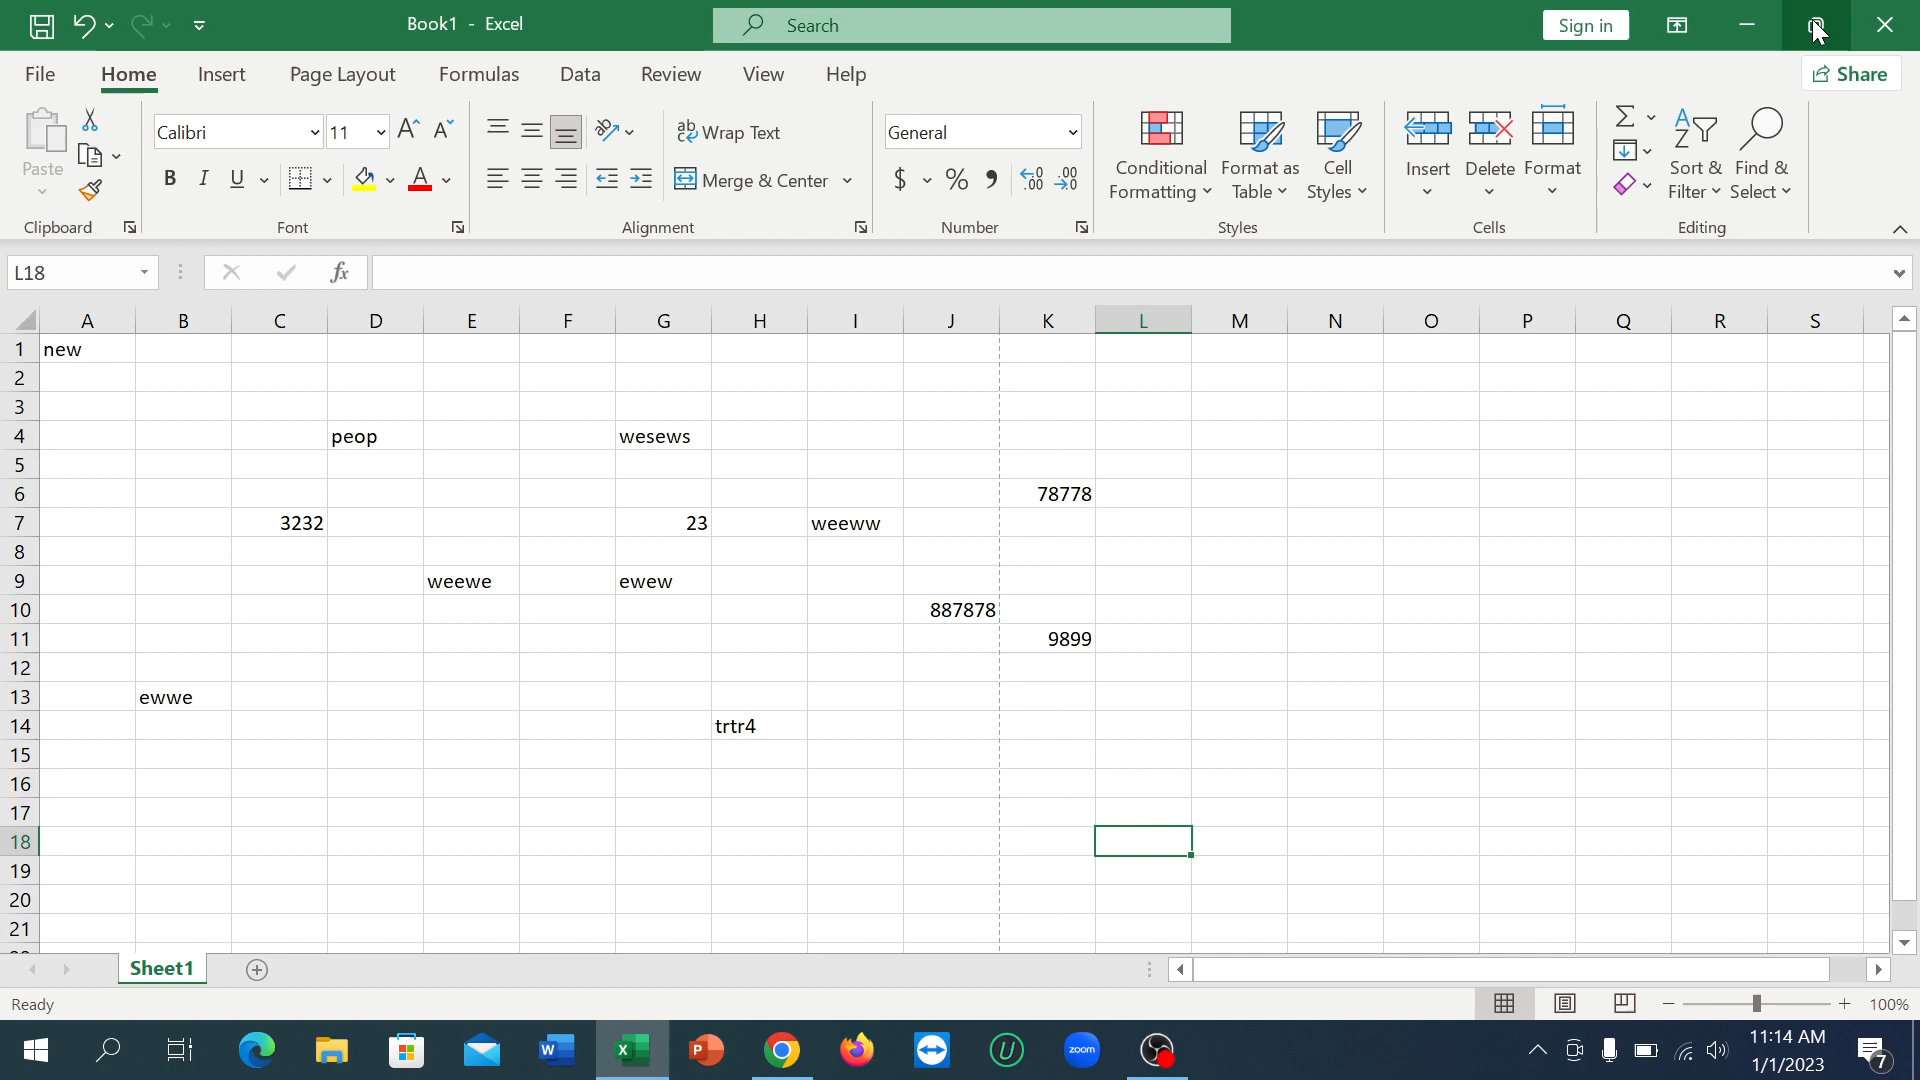 Book1 - Excel
Search
Sign in
File Home Insert Page Layout Formulas Data Review View Help
Share
Paste
Calibri 11
Wrap Text
General
B I U
Merge & Center
$ % 9
Conditional Formatting
Format as Table
Cell Styles
Insert Delete Format
Sort & Filter
Find & Select
Clipboard Font Alignment Number Styles Cells Editing
L18 fx
A B C D E F G H I J K L M N O P Q R S
1 new
2
3
4 peop wesews
5
6 78778
7 3232 23 weeww
8
9 weewe ewew
10 887878
11 9899
12
13 ewwe
14 trtr4
15
16
17
18
19
20
21
Sheet1
Ready
100%
zoom
11:14 AM
1/1/2023
7